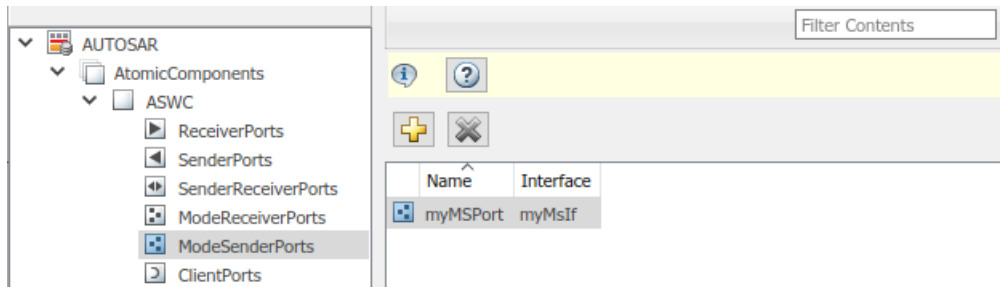 Filter Contents
AUTOSAR
AtomicComponents
ASWC
ReceiverPorts
SenderPorts
SenderReceiverPorts
ModeReceiverPorts
ModeSenderPorts
ClientPorts
Name Interface
myMSPort myMsIf